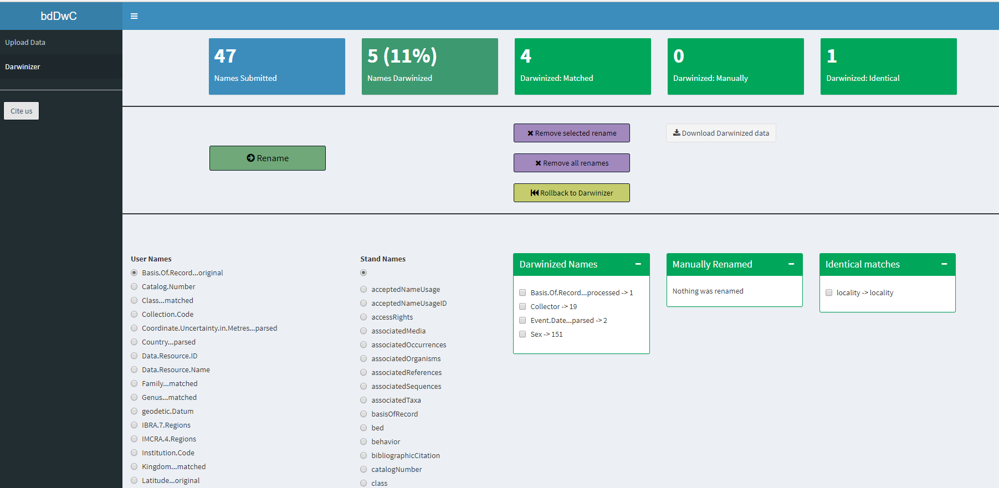 bdDwC
Upload Data
Darwinizer
Cite us
47
Names Submitted
5 (11%)
Names Darwinized
4
Darwinized: Matched
0
Darwinized: Manually
1
Darwinized: Identical
Rename
Remove selected rename
Remove all renames
Rollback to Darwinizer
Download Darwinized data
User Names
Basis.Of.Record...original
Catalog.Number
Class...matched
Collection.Code
Coordinate.Uncertainty.in.Metres...parsed
Country...parsed
Data.Resource.ID
Data.Resource.Name
Family...matched
Genus...matched
geodetic.Datum
IBRA.7.Regions
IMCRA.4.Regions
Institution.Code
Kingdom...matched
Latitude...original
Stand Names
acceptedNameUsage
acceptedNameUsageID
accessRights
associatedMedia
associatedOccurrences
associatedOrganisms
associatedReferences
associatedSequences
associatedTaxa
basisOfRecord
bed
behavior
bibliographicCitation
catalogNumber
class
Darwinized Names
Basis.Of.Record...processed -> 1
Collector -> 19
Event.Date...parsed -> 2
Sex -> 151
Manually Renamed
Nothing was renamed
Identical matches
locality -> locality